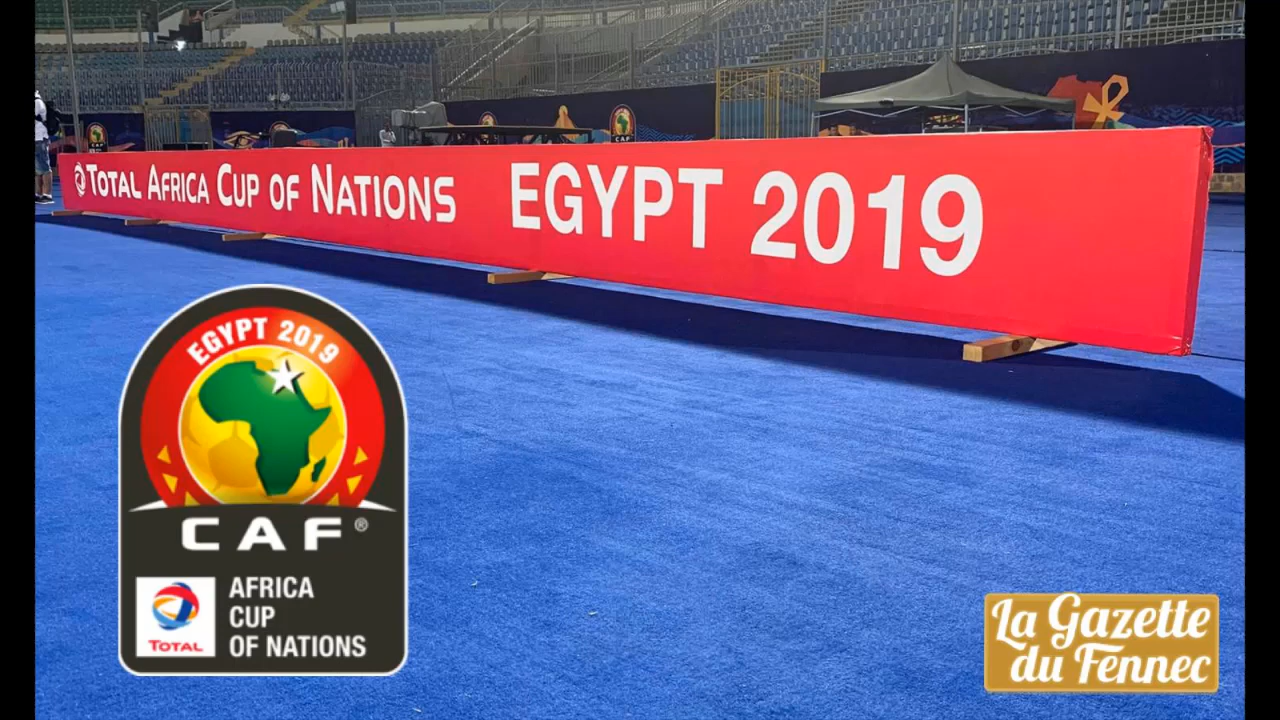 TOTAL AFRICA CUP OF NATIONS EGYPT 2019
EGYPT 2019
CAF®
TOTAL
AFRICA
CUP
OF NATIONS
La Gazette
du Fennec